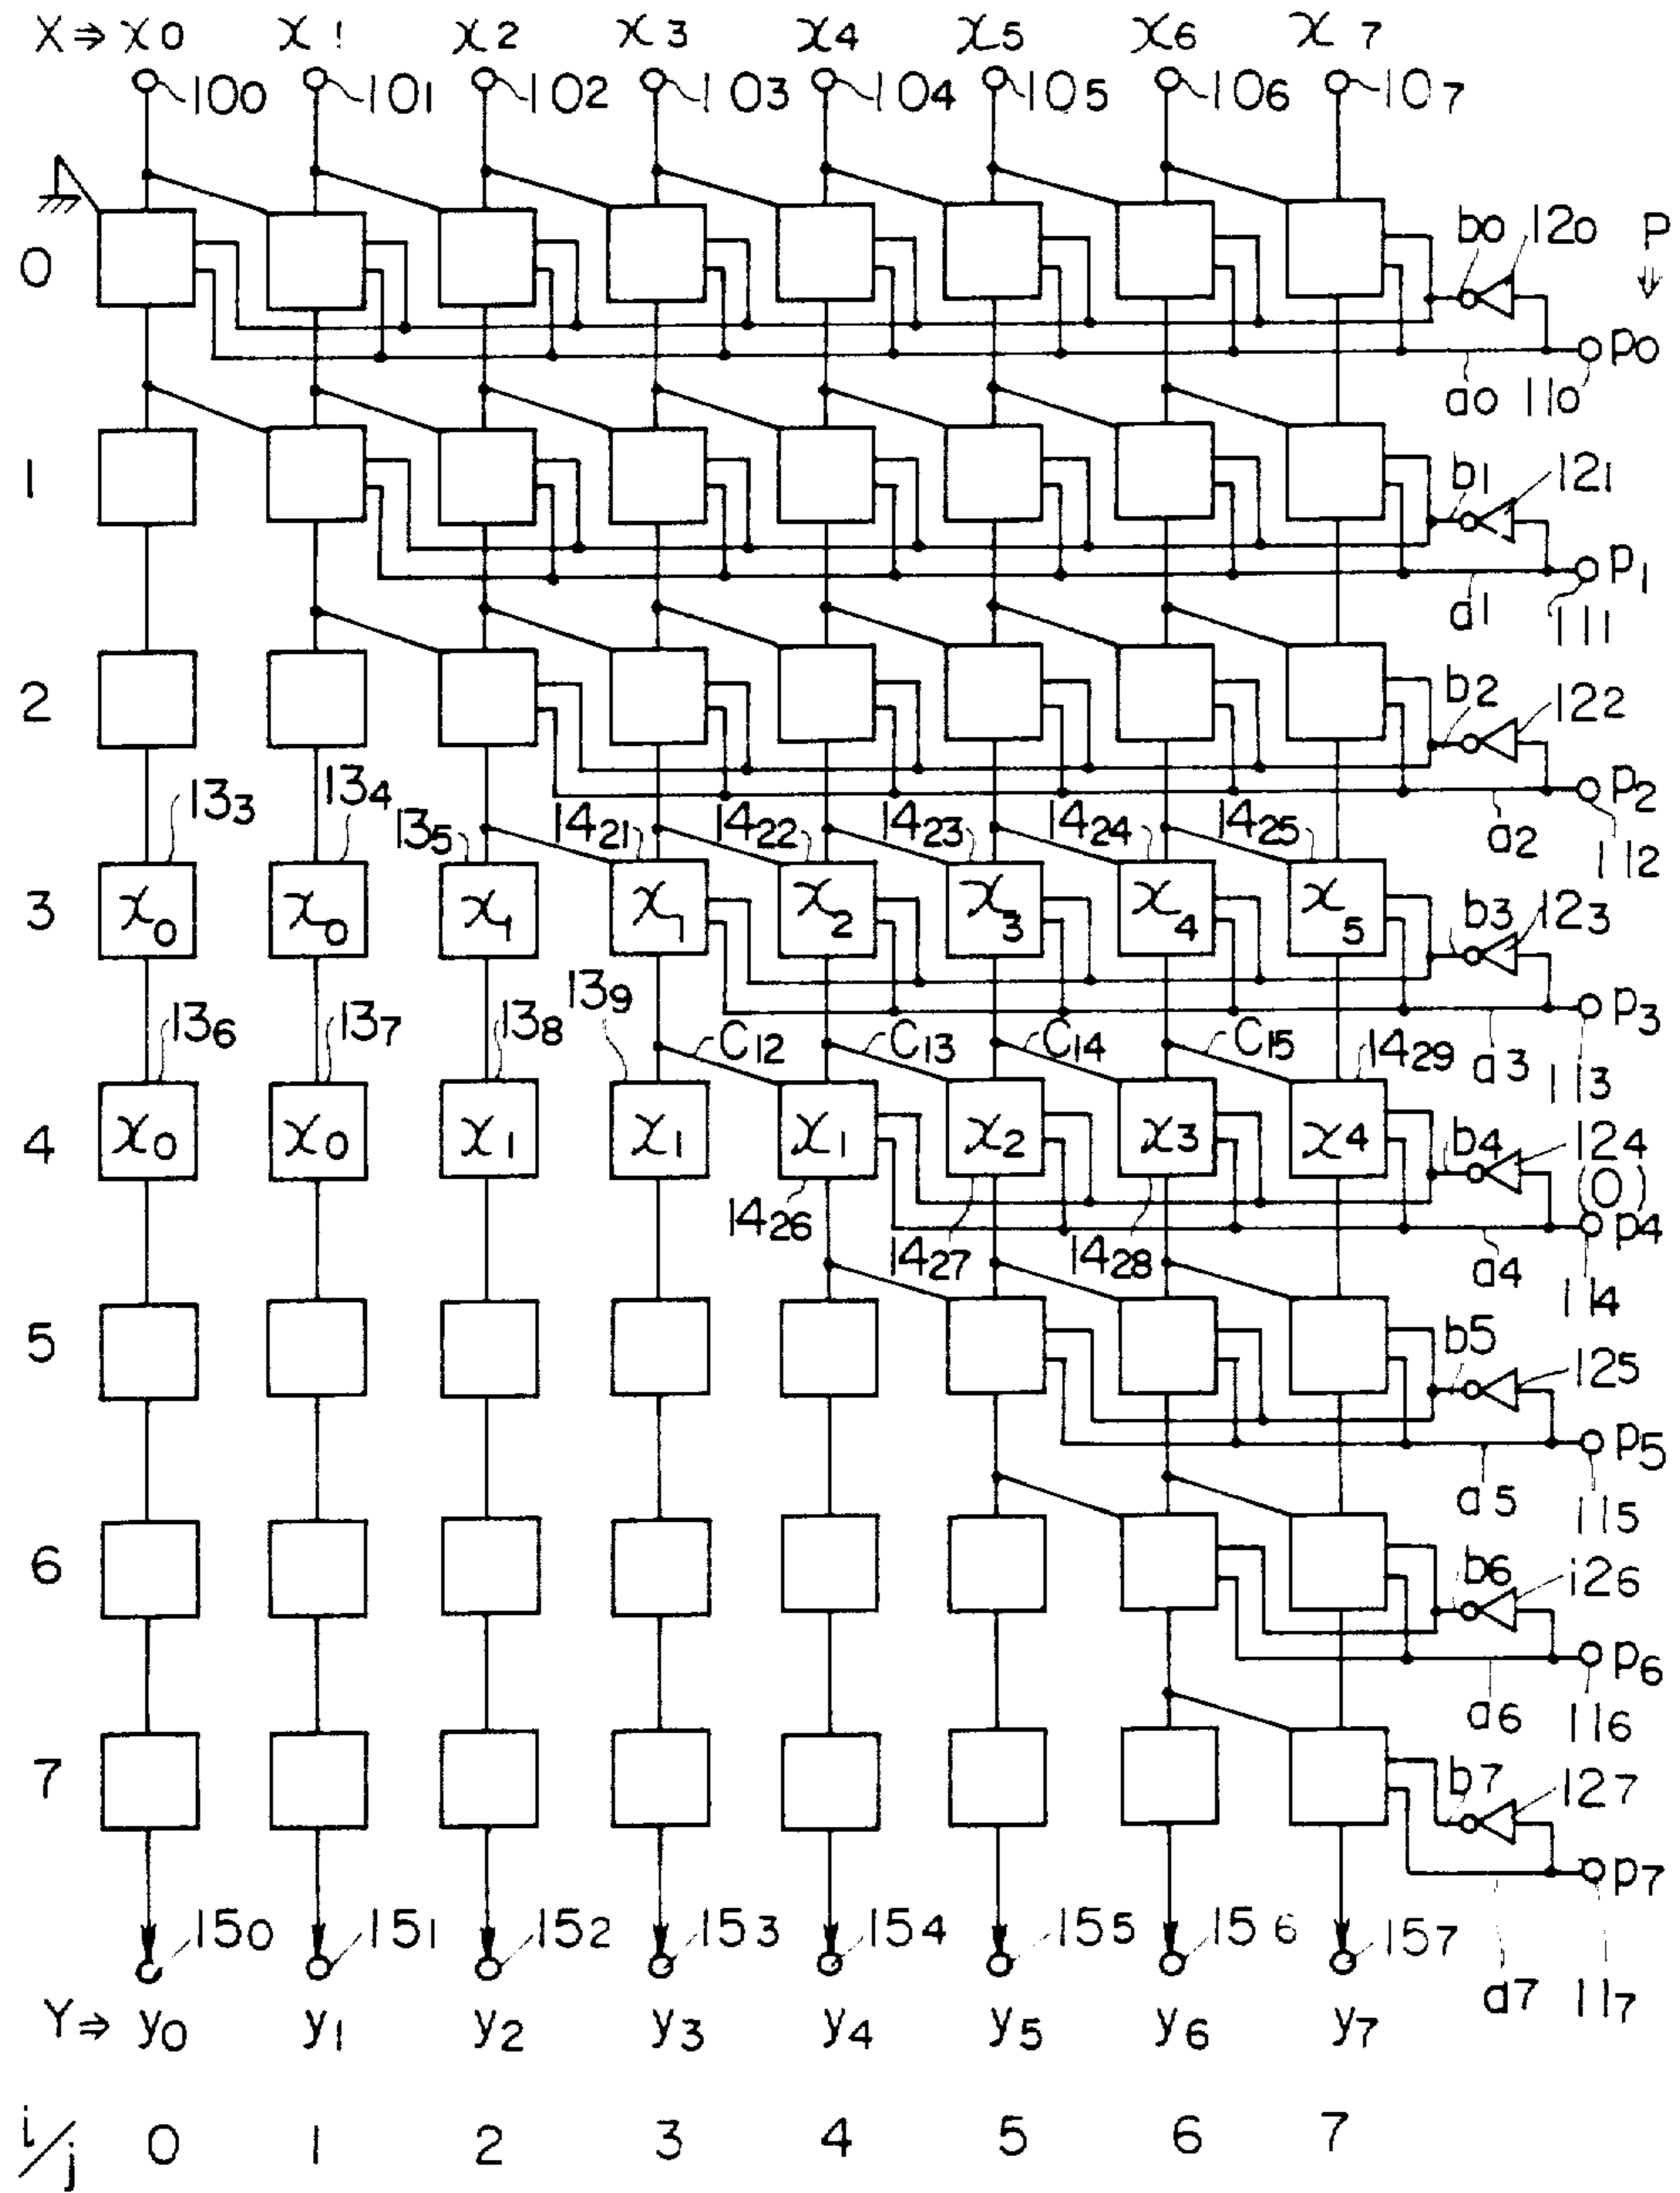 X ⇒ x0 x1 x2 x3 x4 x5 x6 x7
100 101 102 103 104 105 106 107
0 b0 120 P ⇓
p0
a0 110
1 b1 121
p1
a1 111
2 b2 122
p2
a2 112
133 134 135 1421 1422 1423 1424 1425
3 x0 x0 x1 x1 x2 x3 x4 x5 b3 123
p3
a3 113
136 137 138 139 C12 C13 C14 C15 1429
4 x0 x0 x1 x1 x1 x2 x3 x4 b4 124
(0)
p4
1426 1427 1428 a4 114
5 b5 125
p5
a5 115
6 b6 126
p6
a6 116
7 b7 127
p7
150 151 152 153 154 155 156 157 a7 117
Y ⇒ y0 y1 y2 y3 y4 y5 y6 y7
i/j 0 1 2 3 4 5 6 7